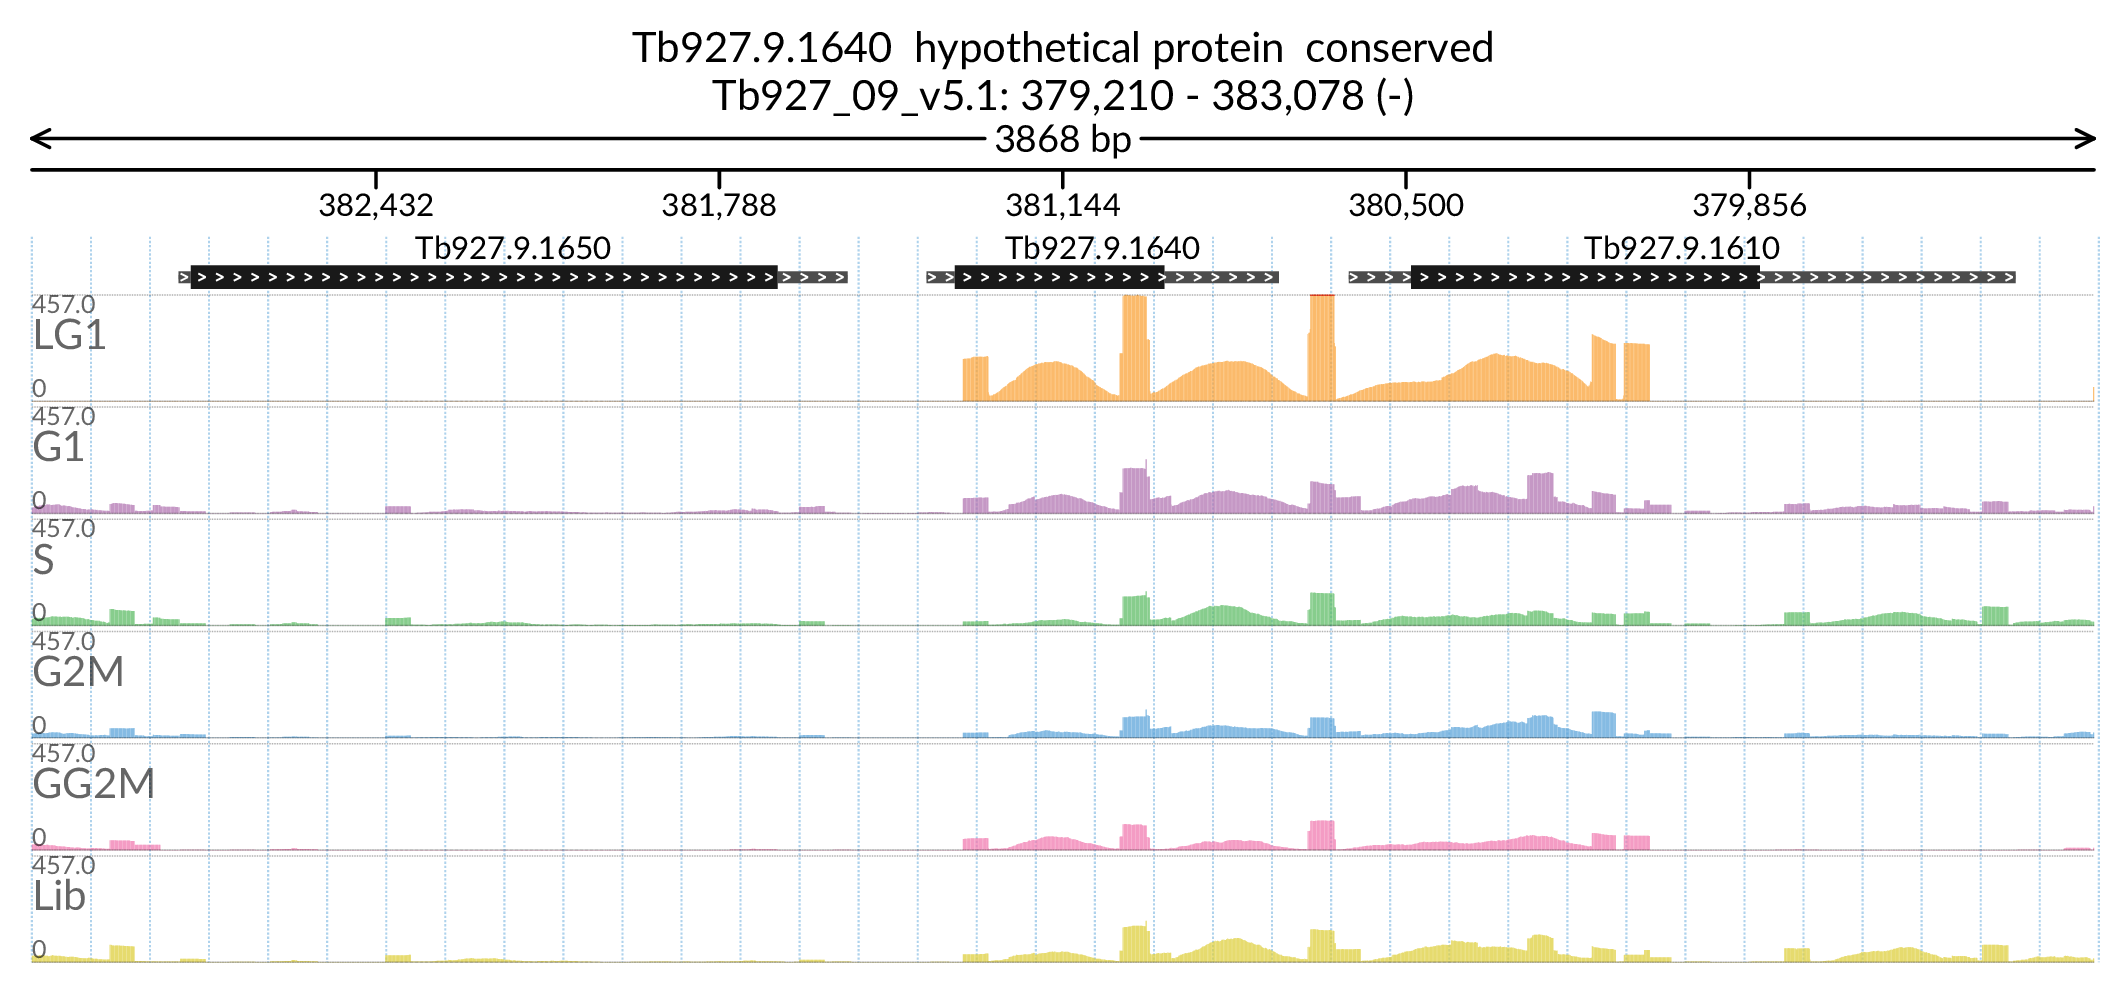 Tb927.9.1640  hypothetical protein  conserved
Tb927_09_v5.1: 379,210 - 383,078 (-)
3868 bp
382,432 381,788 381,144 380,500 379,856
Tb927.9.1650 Tb927.9.1640 Tb927.9.1610
457.0
LG1
0
457.0
G1
0
457.0
S
0
457.0
G2M
0
457.0
GG2M
0
457.0
Lib
0